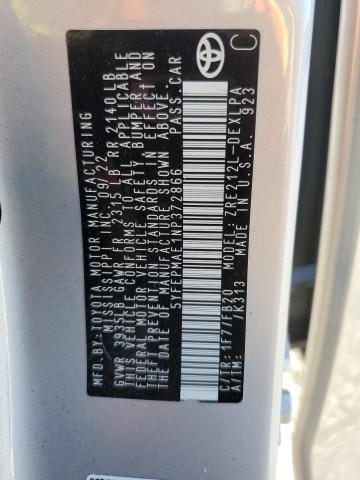 MFD.BY:TOYOTA MOTOR MANUFACTURING
MISSISSIPPI INC. 09/22
GVWR 3935LB GAWR FR 2315 LB RR 2140LB
THIS VEHICLE CONFORMS TO ALL APPLICABLE
FEDERAL MOTOR VEHICLE SAFETY BUMPER, AND
THEFT PREVENTION STANDARDS IN EFFECT ON
THE DATE OF MANUFACTURE SHOWN ABOVE.
5YFEPMAE1NP372866 PASS.CAR
TOYOTA
C
C/TR: 1F7/FB20 MODEL: ZRE212L-DEXLPA
A/TM: /K313 MADE IN U.S.A. 923